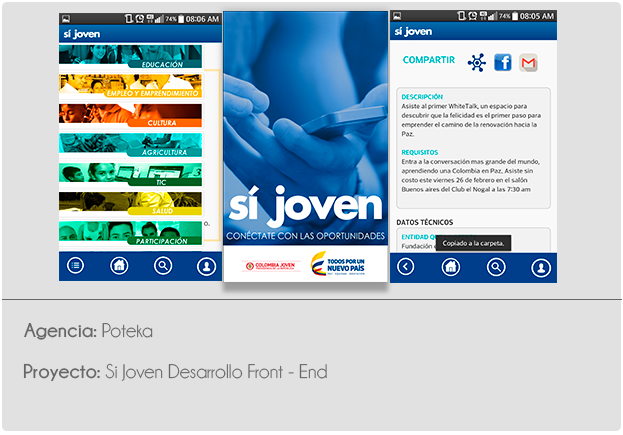 74% 08:06 AM
sí joven
EDUCACIÓN
EMPLEO Y EMPRENDIMIENTO
CULTURA
AGRICULTURA
TIC
SALUD
PARTICIPACIÓN
o.
sí joven
CONÉCTATE CON LAS OPORTUNIDADES
COLOMBIA JOVEN
TODOS POR UN
NUEVO PAÍS
74% 08:05 AM
sí joven
COMPARTIR
DESCRIPCIÓN
Asiste al primer WhiteTalk, un espacio para
descubrir que la felicidad es el primer paso para
emprender el camino de la renovación hacia la
Paz.
REQUISITOS
Entra a la conversación mas grande del mundo,
aprendiendo una Colombia en Paz. Asiste sin
costo este viernes 26 de febrero en el salón
Buenos aires del Club el Nogal a las 7:30 am
DATOS TÉCNICOS
ENTIDAD Q
Fundación
Copiado a la carpeta.
Agencia: Poteka
Proyecto: Si Joven Desarrollo Front - End